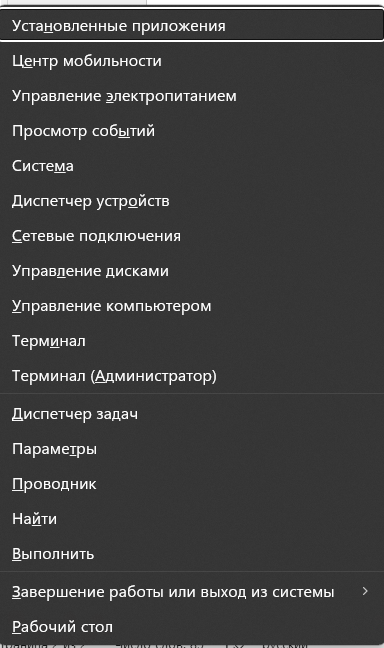 Установленные приложения
Центр мобильности
Управление электропитанием
Просмотр событий
Система
Диспетчер устройств
Сетевые подключения
Управление дисками
Управление компьютером
Терминал
Терминал (Администратор)
Диспетчер задач
Параметры
Проводник
Найти
Выполнить
Завершение работы или выход из системы
Рабочий стол